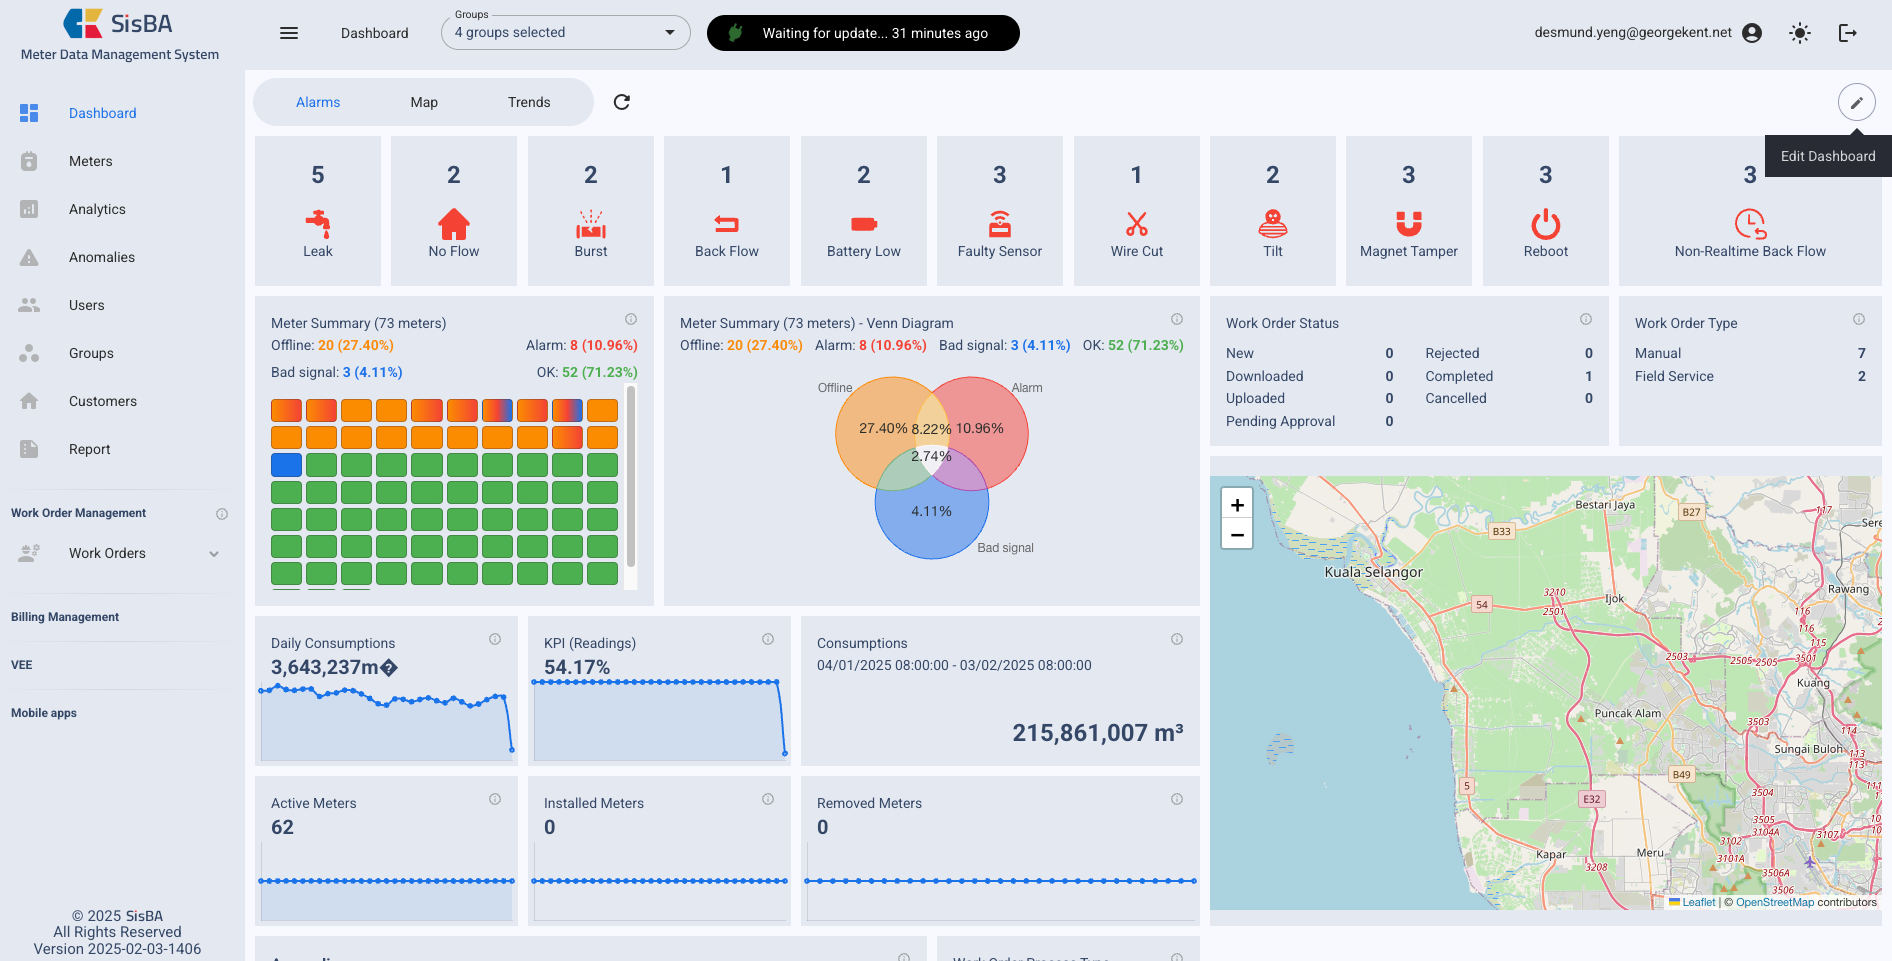 SisBA
Meter Data Management System
Dashboard
Groups
4 groups selected
Waiting for update... 31 minutes ago
desmund.yeng@georgekent.net
Dashboard
Meters
Analytics
Anomalies
Users
Groups
Customers
Report
Work Order Management
Work Orders
Billing Management
VEE
Mobile apps
© 2025 SisBA
All Rights Reserved
Version 2025-02-03-1406
Alarms Map Trends
Edit Dashboard
5
Leak
2
No Flow
2
Burst
1
Back Flow
2
Battery Low
3
Faulty Sensor
1
Wire Cut
2
Tilt
3
Magnet Tamper
3
Reboot
3
Non-Realtime Back Flow
Meter Summary (73 meters)
Offline: 20 (27.40%) Alarm: 8 (10.96%)
Bad signal: 3 (4.11%) OK: 52 (71.23%)
Meter Summary (73 meters) - Venn Diagram
Offline: 20 (27.40%) Alarm: 8 (10.96%) Bad signal: 3 (4.11%) OK: 52 (71.23%)
Offline Alarm
27.40% 8.22% 10.96%
2.74%
4.11%
Bad signal
Work Order Status
New 0 Rejected 0
Downloaded 0 Completed 1
Uploaded 0 Cancelled 0
Pending Approval 0
Work Order Type
Manual 7
Field Service 2
Daily Consumptions
3,643,237m�
KPI (Readings)
54.17%
Consumptions
04/01/2025 08:00:00 - 03/02/2025 08:00:00
215,861,007 m³
Active Meters
62
Installed Meters
0
Removed Meters
0
+
−
Bestari Jaya
B27
117
B33
Kuala Selangor
54
3210
2501
Ijok
Rawang
116
116
115
2503
2505
2505
3501
Kuang
Puncak Alam
3503
114
Sungai Buloh
113
113
B49
5
E32
3504
3505
3104A
3107
3102
3101A
Kapar
3208
Meru
3506A
3506
Leaflet | © OpenStreetMap contributors